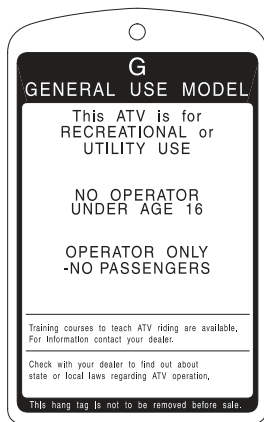 G
GENERAL USE MODEL
This ATV is for
RECREATIONAL or
UTILITY USE
NO OPERATOR
UNDER AGE 16
OPERATOR ONLY
-NO PASSENGERS
Training courses to teach ATV riding are available.
For Information contact your dealer.
Check with your dealer to find out about
state or local laws regarding ATV operation.
This hang tag is not to be removed before sale.